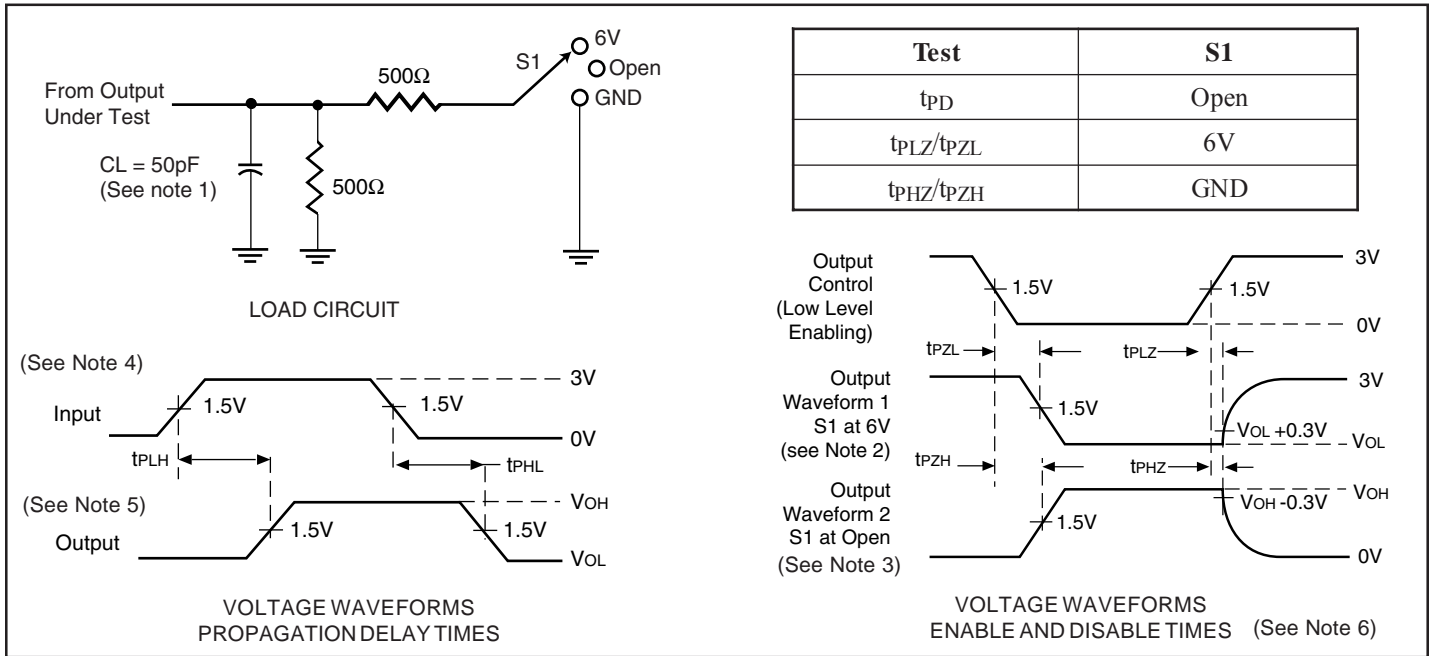 6V
S1
Open
GND
500Ω
From Output
Under Test
CL = 50pF
(See note 1)
500Ω
LOAD CIRCUIT
Test S1
tPD Open
tPLZ/tPZL 6V
tPHZ/tPZH GND
(See Note 4)
Input
1.5V
1.5V
3V
0V
tPLH
tPHL
(See Note 5)
Output
1.5V
1.5V
VOH
VOL
VOLTAGE WAVEFORMS
PROPAGATION DELAY TIMES
Output
Control
(Low Level
Enabling)
1.5V
1.5V
3V
0V
tPZL
tPLZ
Output
Waveform 1
S1 at 6V
(see Note 2)
1.5V
3V
VOL +0.3V
VOL
tPZH
tPHZ
Output
Waveform 2
S1 at Open
(See Note 3)
1.5V
VOH
VOH -0.3V
0V
VOLTAGE WAVEFORMS
ENABLE AND DISABLE TIMES (See Note 6)